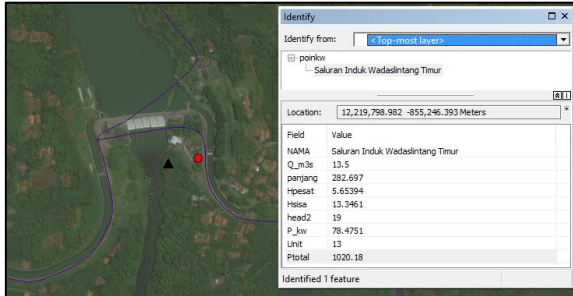 Identify
Identify from:
<Top-most layer>
poinkw
Saluran Induk Wadaslintang Timur
Location:
12,219,798.982 -855,246.393 Meters
Field Value
NAMA Saluran Induk Wadaslintang Timur
Q_m3s 13.5
panjang 282.697
Hpesat 5.65394
Hsisa 13.3461
head2 19
P_kw 78.4751
Unit 13
Ptotal 1020.18
Identified 1 feature